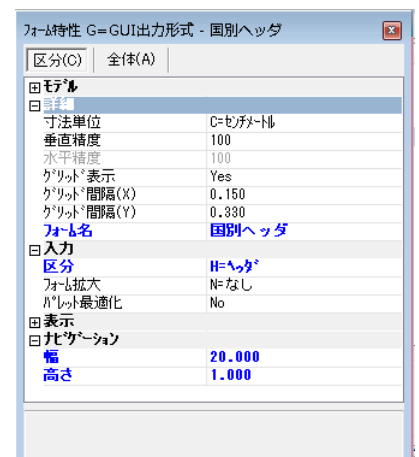 ﾌｫｰﾑ特性 G=GUI出力形式 - 国別ヘッダ
区分(C) 全体(A)
ﾓﾃﾞﾙ
詳細
寸法単位 C=ｾﾝﾁﾒｰﾄﾙ
垂直精度 100
水平精度 100
ｸﾞﾘｯﾄﾞ表示 Yes
ｸﾞﾘｯﾄﾞ間隔(X) 0.150
ｸﾞﾘｯﾄﾞ間隔(Y) 0.330
ﾌｫｰﾑ名 国別ヘッダ
入力
区分 H=ﾍｯﾀﾞ
ﾌｫｰﾑ拡大 N=なし
ﾊﾟﾚｯﾄ最適化 No
表示
ﾅﾋﾞｹﾞｰｼｮﾝ
幅 20.000
高さ 1.000